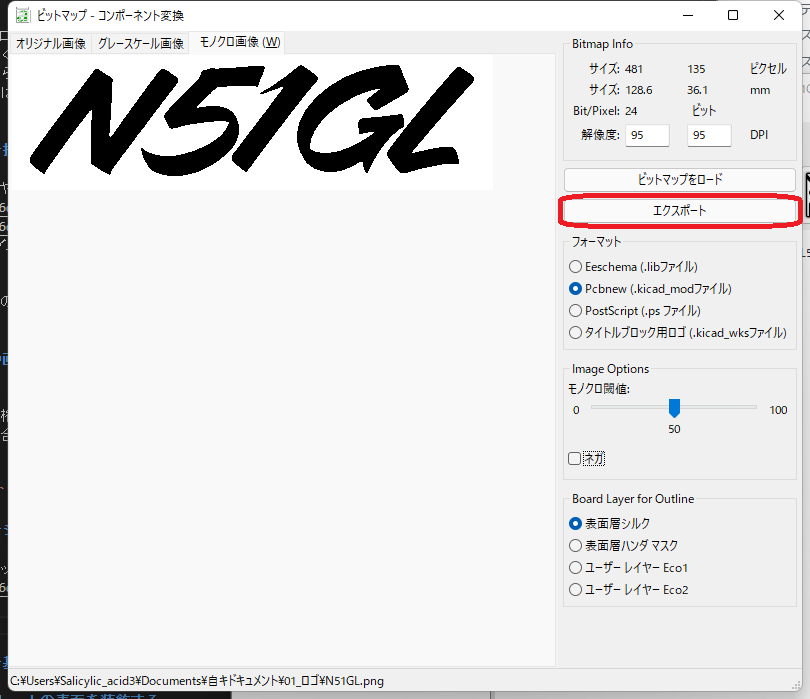 ビットマップ - コンポーネント変換
オリジナル画像 グレースケール画像 モノクロ画像 (W)
N51GL
Bitmap Info
サイズ: 481 135 ピクセル
サイズ: 128.6 36.1 mm
Bit/Pixel: 24 ビット
解像度: 95 95 DPI
ビットマップをロード
エクスポート
フォーマット
Eeschema (.libファイル)
Pcbnew (.kicad_modファイル)
PostScript (.ps ファイル)
タイトルブロック用ロゴ (.kicad_wksファイル)
Image Options
モノクロ閾値:
0 100
50
ネガ
Board Layer for Outline
表面層シルク
表面層ハンダ マスク
ユーザー レイヤー Eco1
ユーザー レイヤー Eco2
C:¥Users¥Salicylic_acid3¥Documents¥自キドキュメント¥01_ロゴ¥N51GL.png